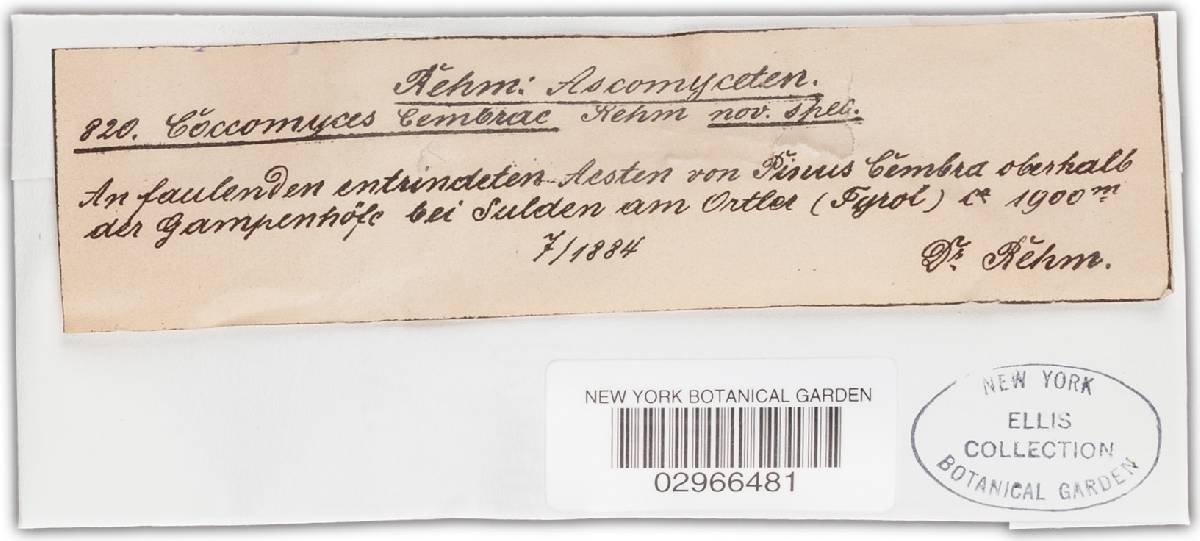 Rehm: Ascomyceten.
820. Coccomyces Cembrae Rehm nov. spec.
An faulenden entrindeten Aesten von Pinus Cembra oberhalb
der Gampenhöfe bei Sulden am Ortler (Tyrol) ca 1900 m
7/1884
Dr. Rehm.
NEW YORK BOTANICAL GARDEN
02966481
NEW YORK
ELLIS
COLLECTION
BOTANICAL GARDEN